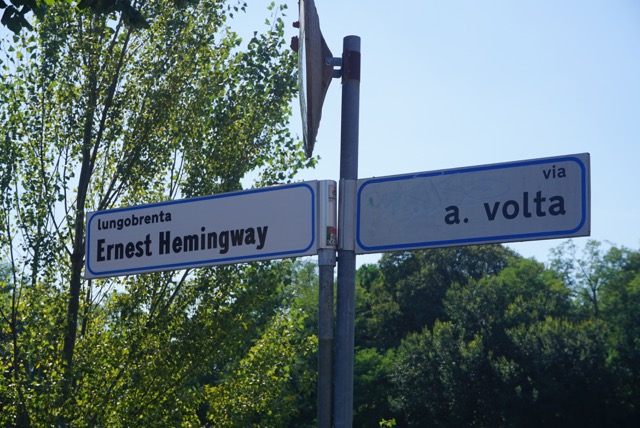 lungobrenta
Ernest Hemingway
via
a. volta